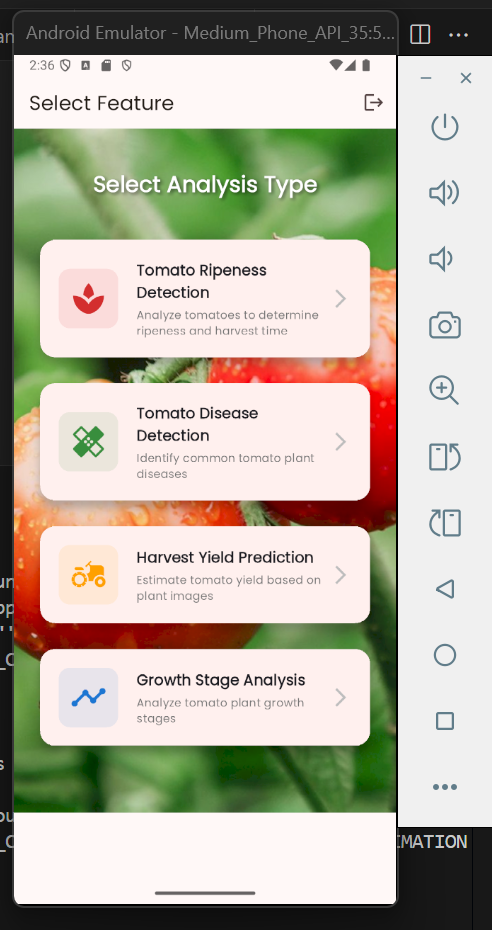 Android Emulator - Medium_Phone_API_35:5...
2:36
Select Feature
Select Analysis Type
Tomato Ripeness
Detection
Analyze tomatoes to determine
ripeness and harvest time
Tomato Disease
Detection
Identify common tomato plant
diseases
Harvest Yield Prediction
Estimate tomato yield based on
plant images
Growth Stage Analysis
Analyze tomato plant growth
stages
IMATION